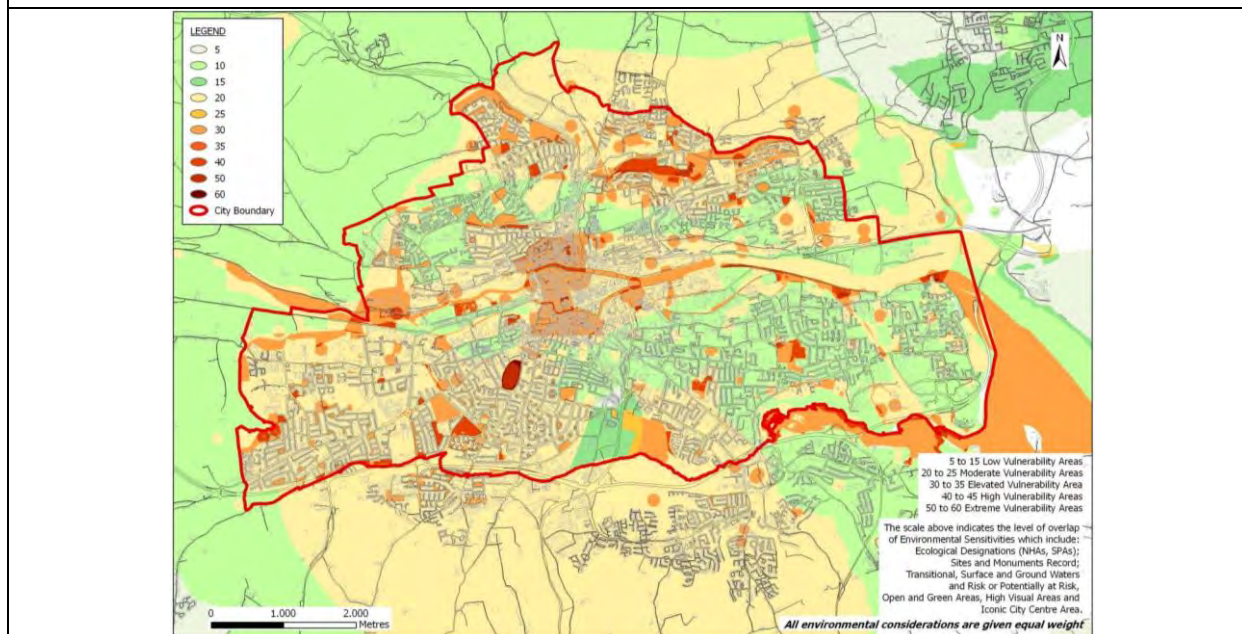 LEGEND
5
10
15
20
25
30
35
40
50
60
City Boundary
N
5 to 15 Low Vulnerability Areas
20 to 25 Moderate Vulnerability Areas
30 to 35 Elevated Vulnerability Area
40 to 45 High Vulnerability Areas
50 to 60 Extreme Vulnerability Areas
The scale above indicates the level of overlap
of Environmental Sensitivities which include:
Ecological Designations (NHAs, SPAs);
Sites and Monuments Record;
Transitional, Surface and Ground Waters
and Risk or Potentially at Risk,
Open and Green Areas, High Visual Areas and
Iconic City Centre Area.
All environmental considerations are given equal weight
0 1.000 2.000
Metres